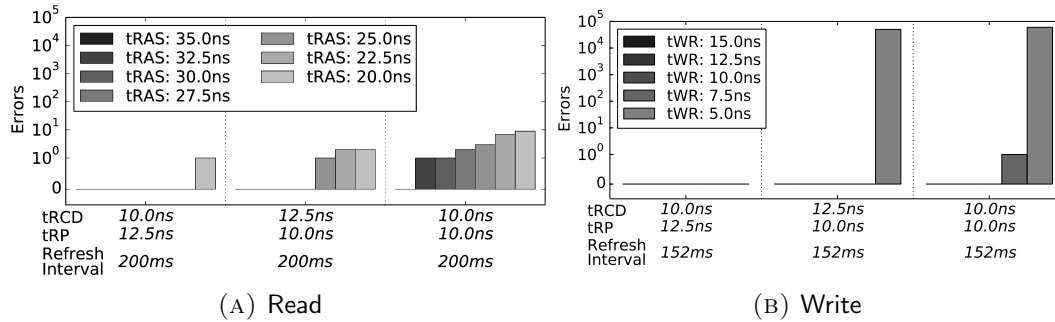 10^5
10^4
10^3
10^2
10^1
10^0
0
Errors
tRAS: 35.0ns
tRAS: 32.5ns
tRAS: 30.0ns
tRAS: 27.5ns
tRAS: 25.0ns
tRAS: 22.5ns
tRAS: 20.0ns
tRCD 10.0ns 12.5ns 10.0ns
tRP 12.5ns 10.0ns 10.0ns
Refresh Interval 200ms 200ms 200ms
(A) Read
10^5
10^4
10^3
10^2
10^1
10^0
0
Errors
tWR: 15.0ns
tWR: 12.5ns
tWR: 10.0ns
tWR: 7.5ns
tWR: 5.0ns
tRCD 10.0ns 12.5ns 10.0ns
tRP 12.5ns 10.0ns 10.0ns
Refresh Interval 152ms 152ms 152ms
(B) Write